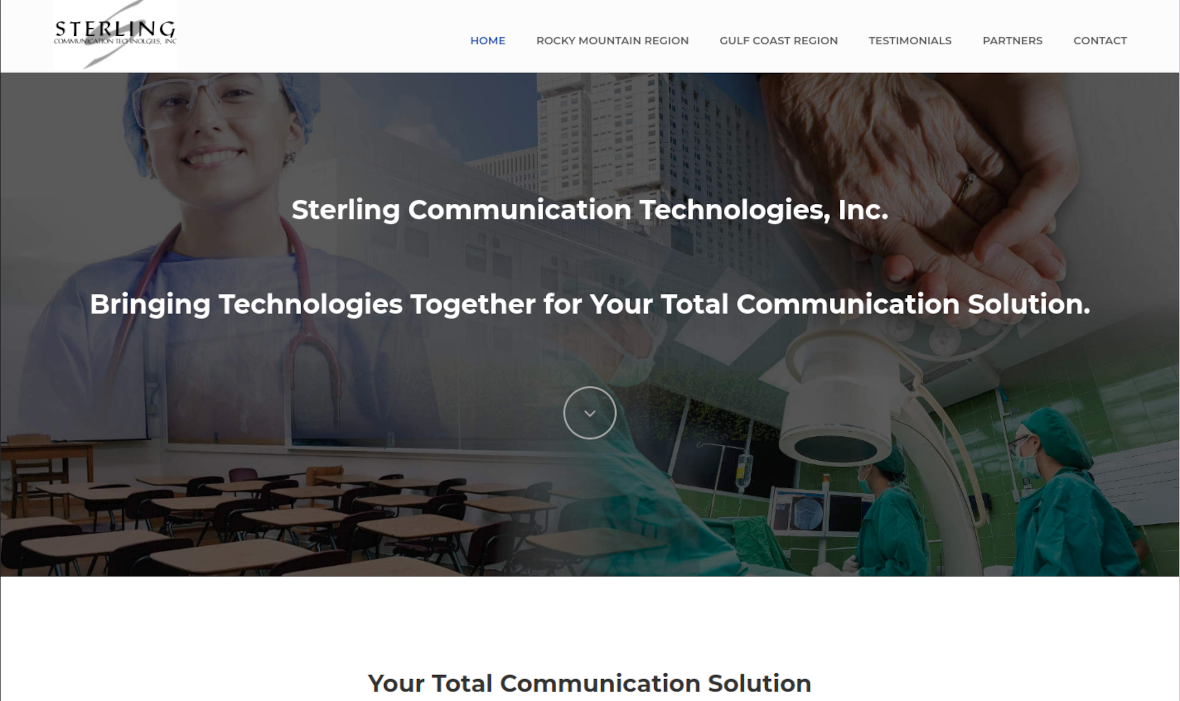 STERLING
COMMUNICATION TECHNOLGIES, INC
HOME ROCKY MOUNTAIN REGION GULF COAST REGION TESTIMONIALS PARTNERS CONTACT
Sterling Communication Technologies, Inc.
Bringing Technologies Together for Your Total Communication Solution.
Your Total Communication Solution